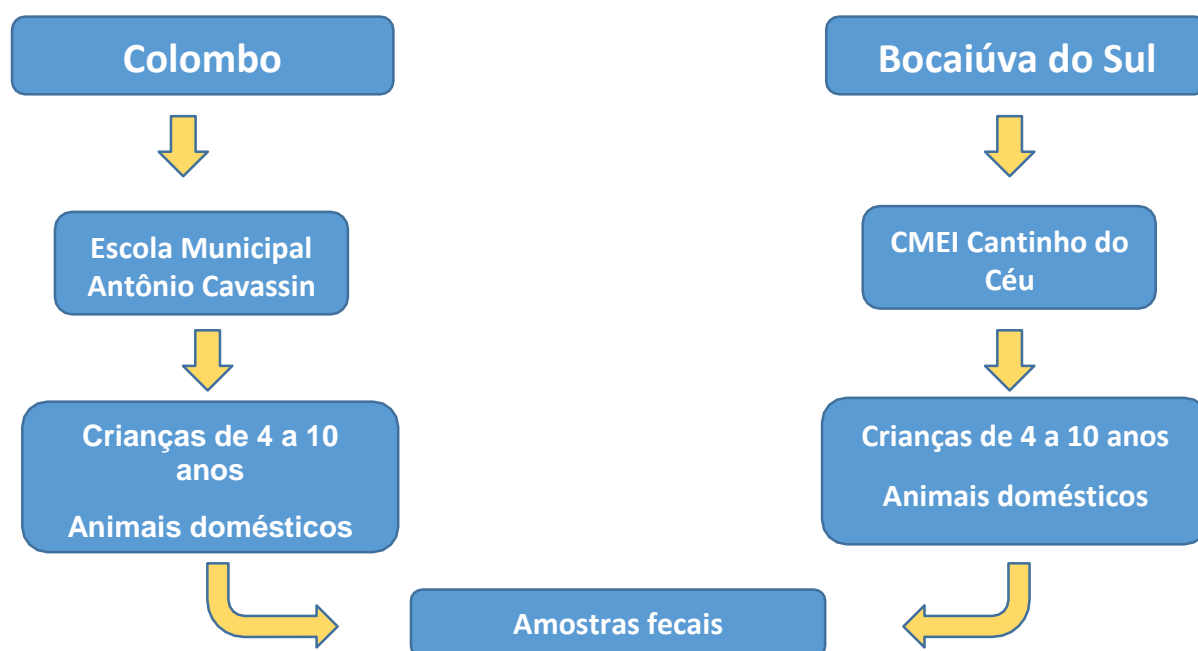 Colombo
Bocaiúva do Sul
Escola Municipal
Antônio Cavassin
CMEI Cantinho do
Céu
Crianças de 4 a 10
anos
Animais domésticos
Crianças de 4 a 10 anos
Animais domésticos
Amostras fecais